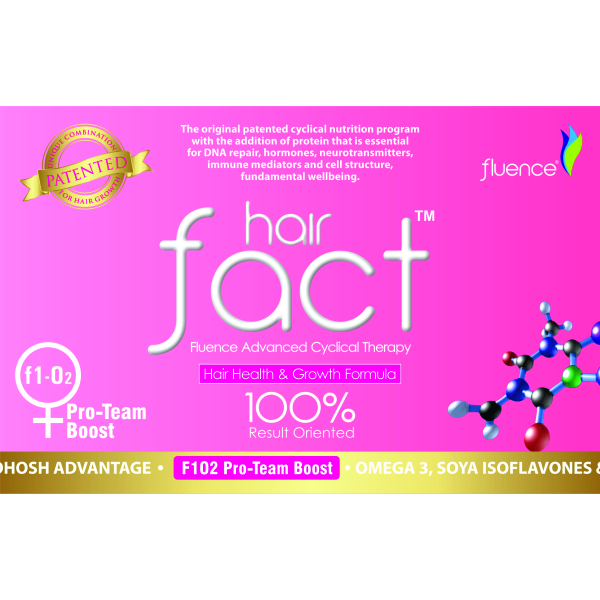 UNIQUE COMBINATION
PATENTED
FOR HAIR GROWTH
The original patented cyclical nutrition program
with the addition of protein that is essential
for DNA repair, hormones, neurotransmitters,
immune mediators and cell structure,
fundamental wellbeing.
fluence®
hair
fact™
Fluence Advanced Cyclical Therapy
Hair Health & Growth Formula
100%
Result Oriented
f1-O2
Pro-Team
Boost
OHOSH ADVANTAGE • F102 Pro-Team Boost • OMEGA 3, SOYA ISOFLAVONES &